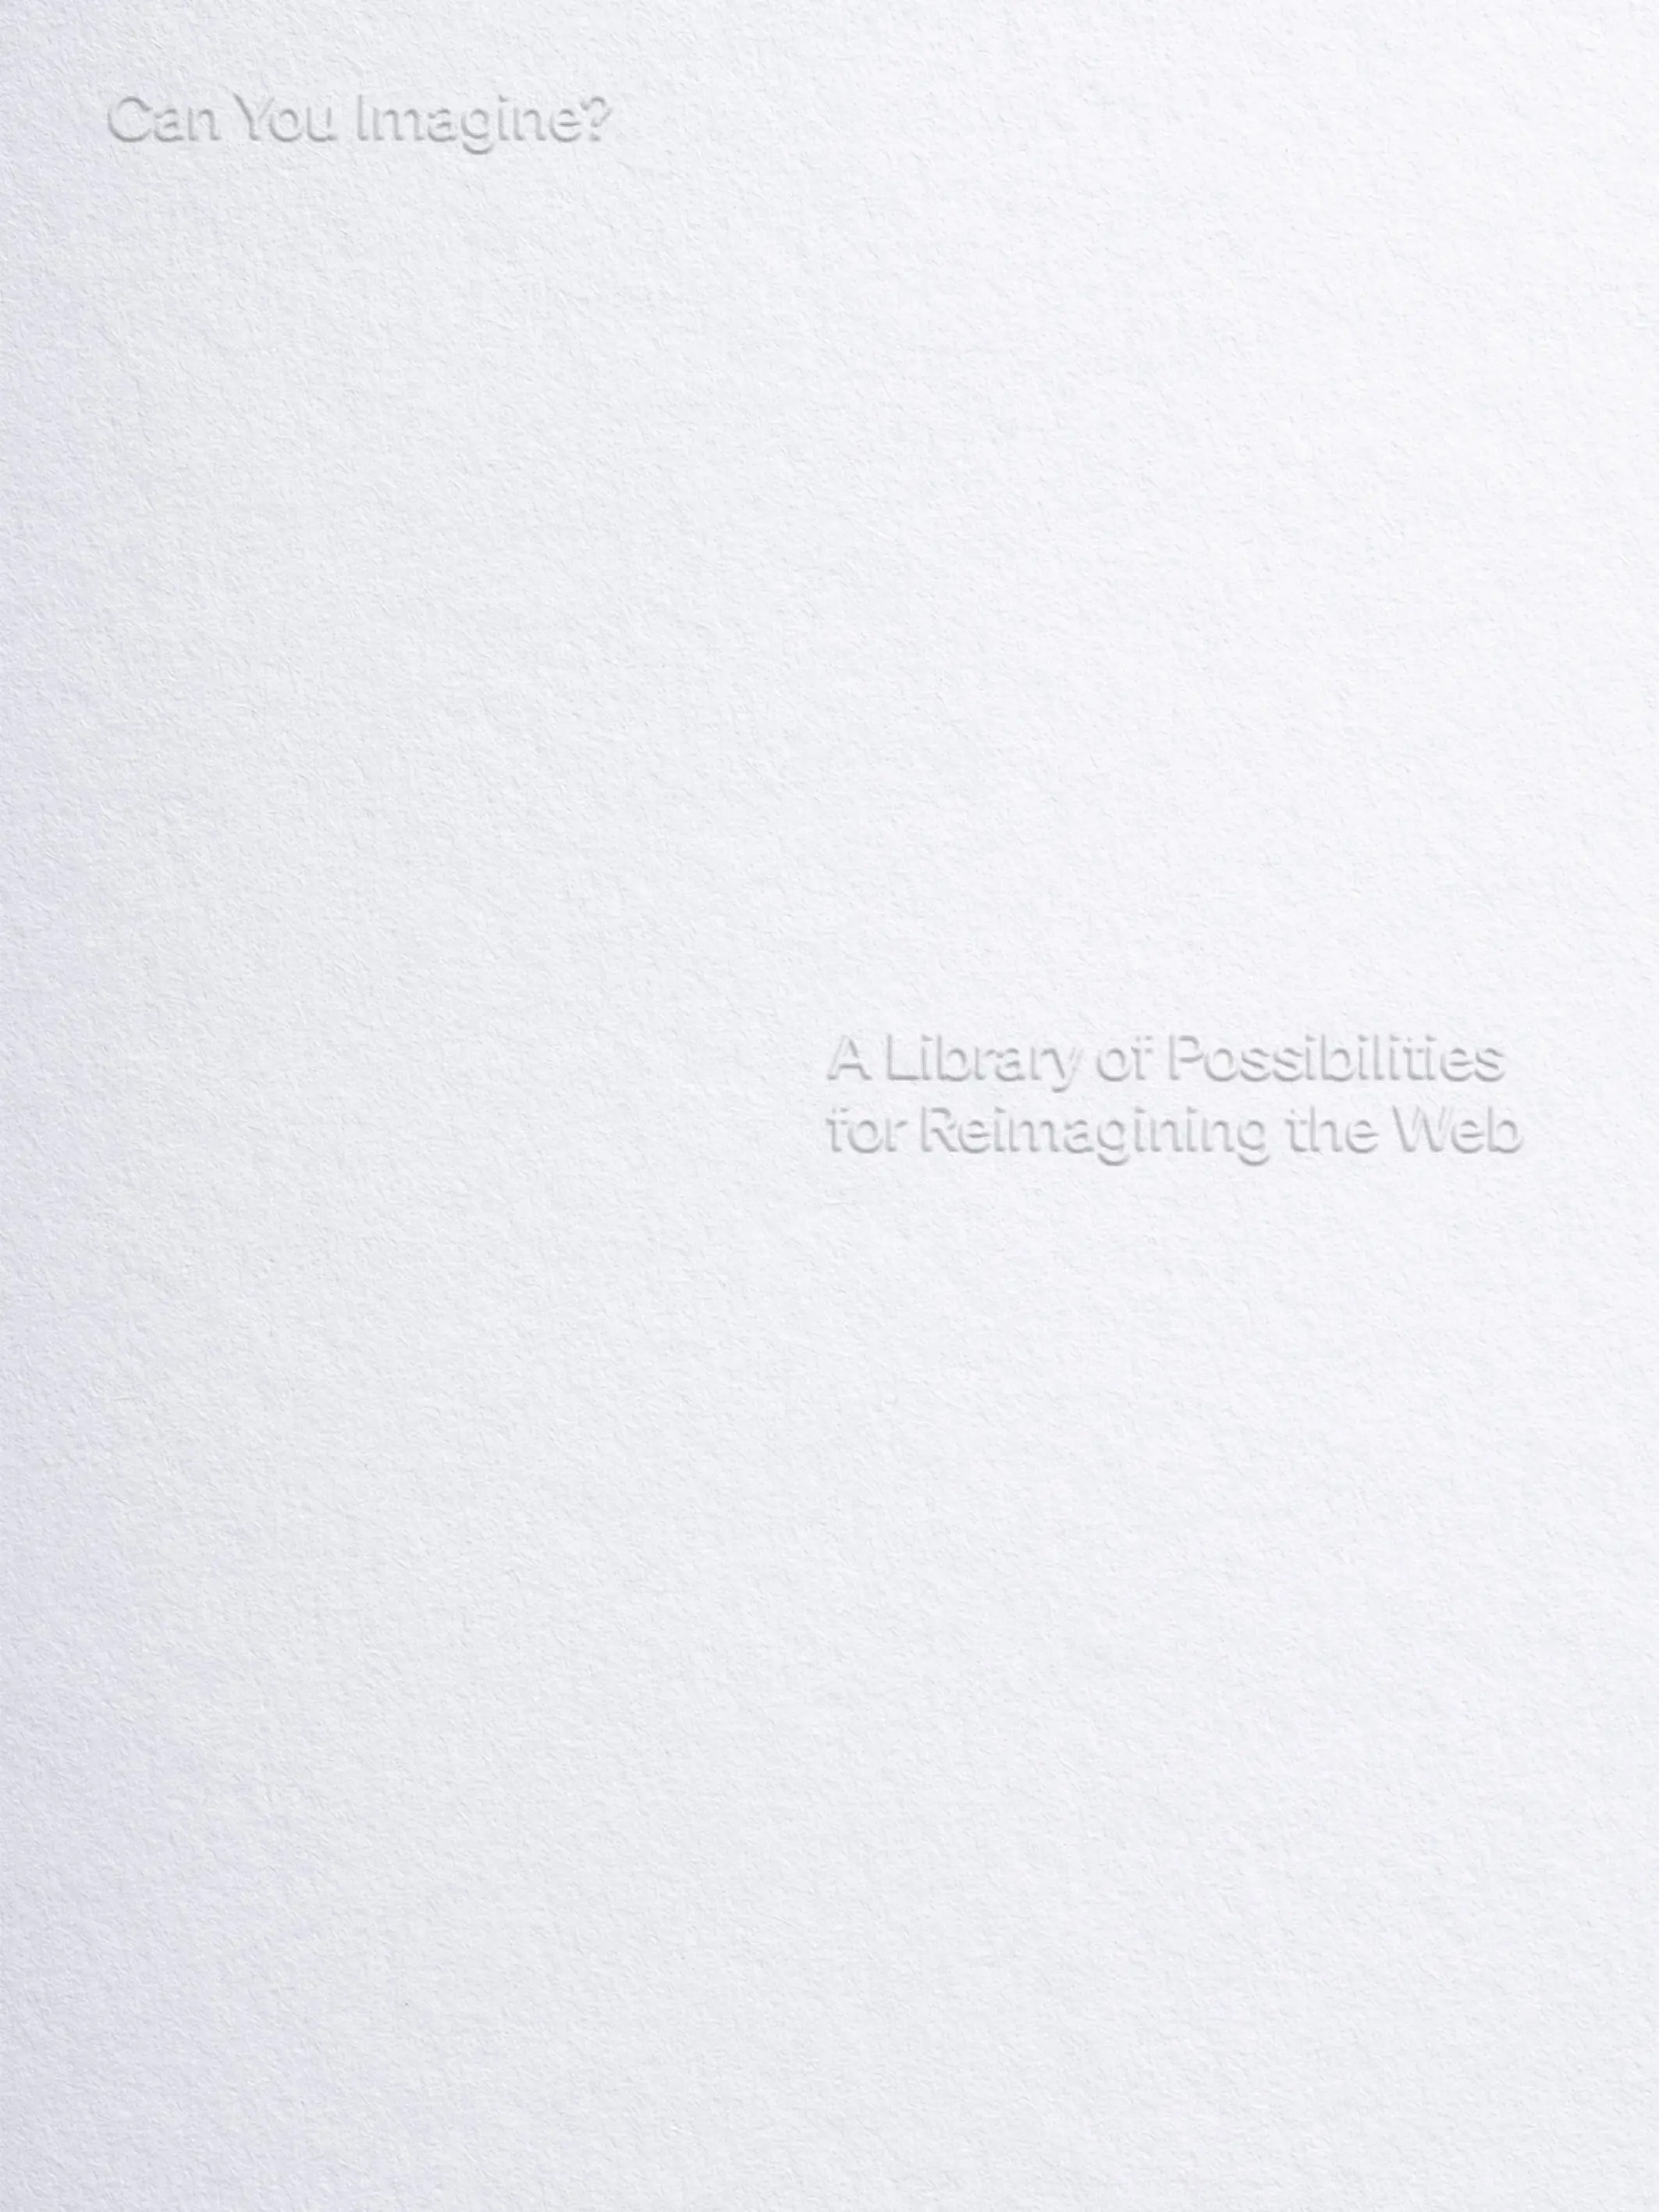 Can You Imagine?
A Library of Possibilities
for Reimagining the Web